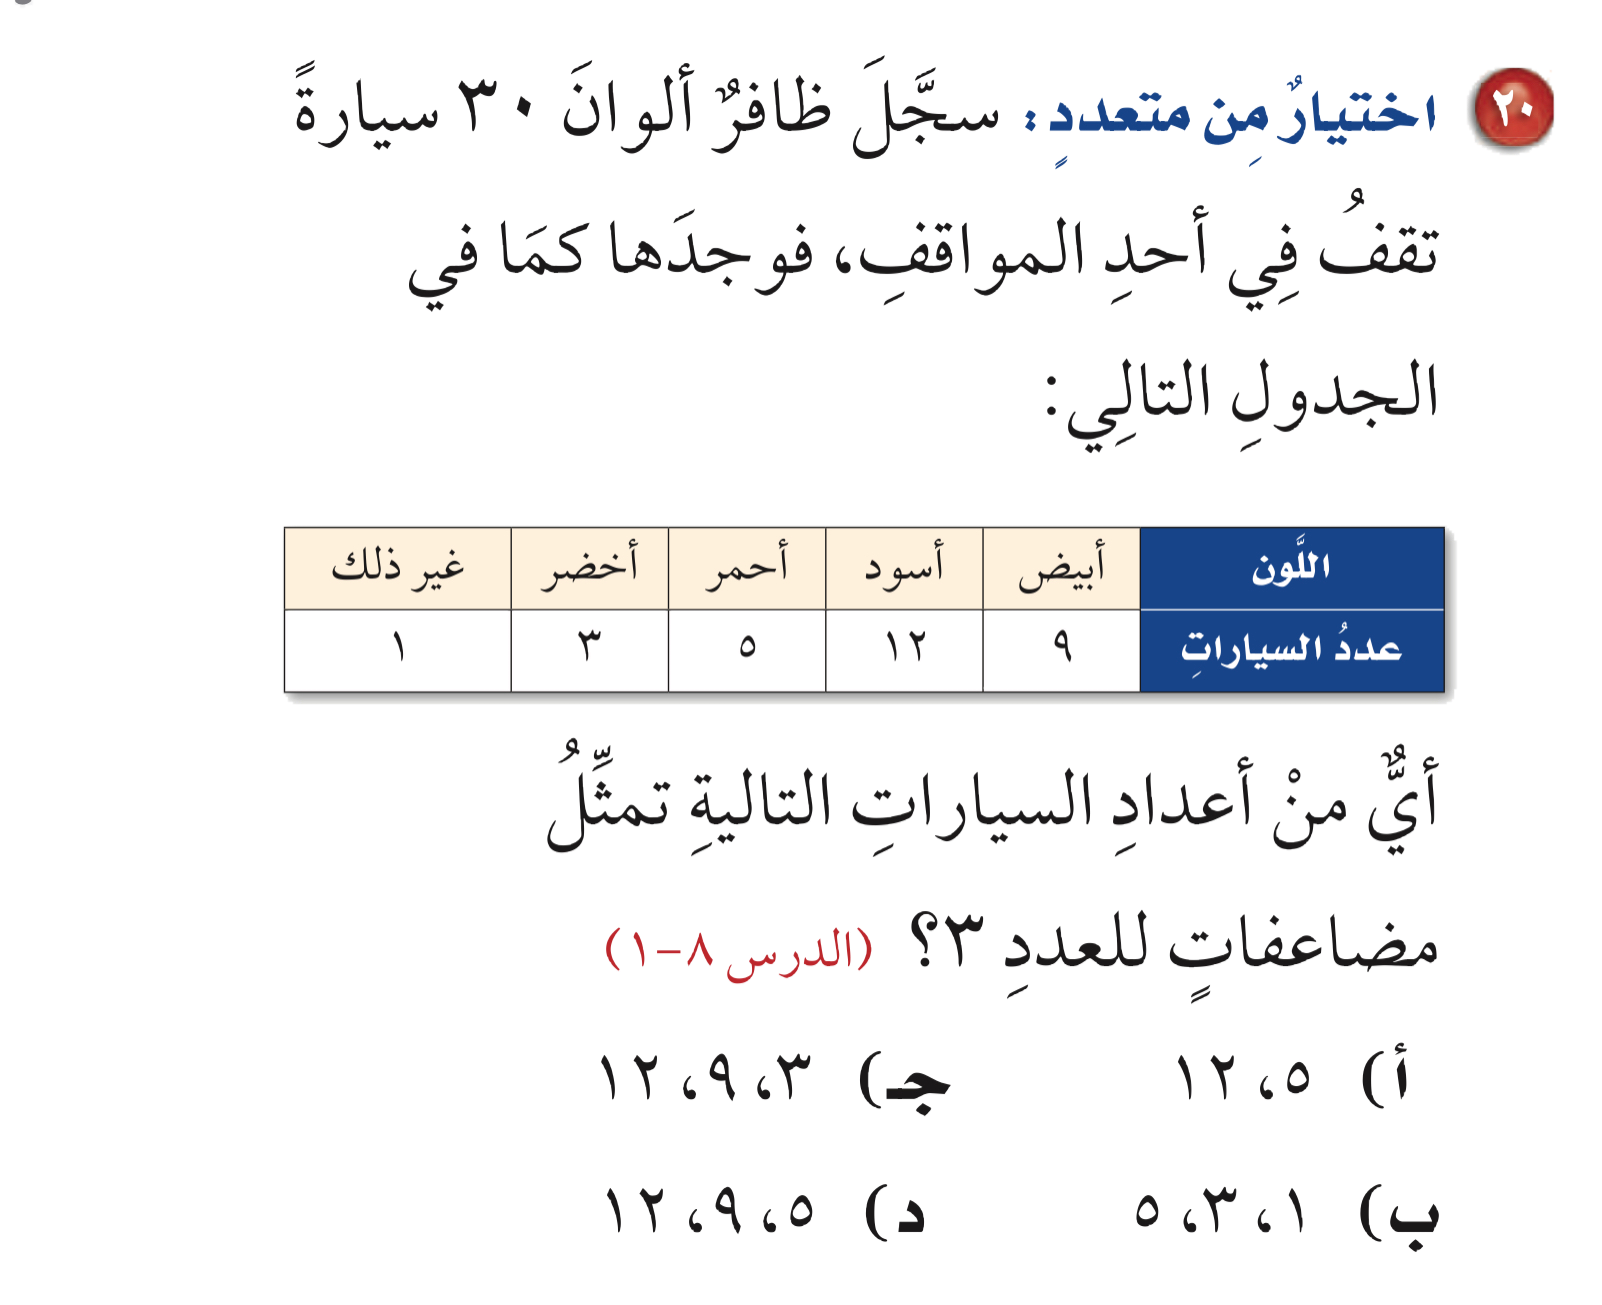 ٢٠ اختيارٌ مِن متعددٍ: سجَّلَ ظافرٌ ألوانَ ٣٠ سيارةً
تقفُ فِي أحدِ المواقفِ، فوجدَها كمَا في
الجدولِ التالِي:
اللَّون أبيض أسود أحمر أخضر غير ذلك
عددُ السياراتِ ٩ ١٢ ٥ ٣ ١
أيٌّ منْ أعدادِ السياراتِ التاليةِ تمثِّلُ
مضاعفاتٍ للعددِ ٣؟ (الدرس ٨-١)
أ) ٥، ١٢ جـ) ٣، ٩، ١٢
ب) ١، ٣، ٥ د) ٥، ٩، ١٢